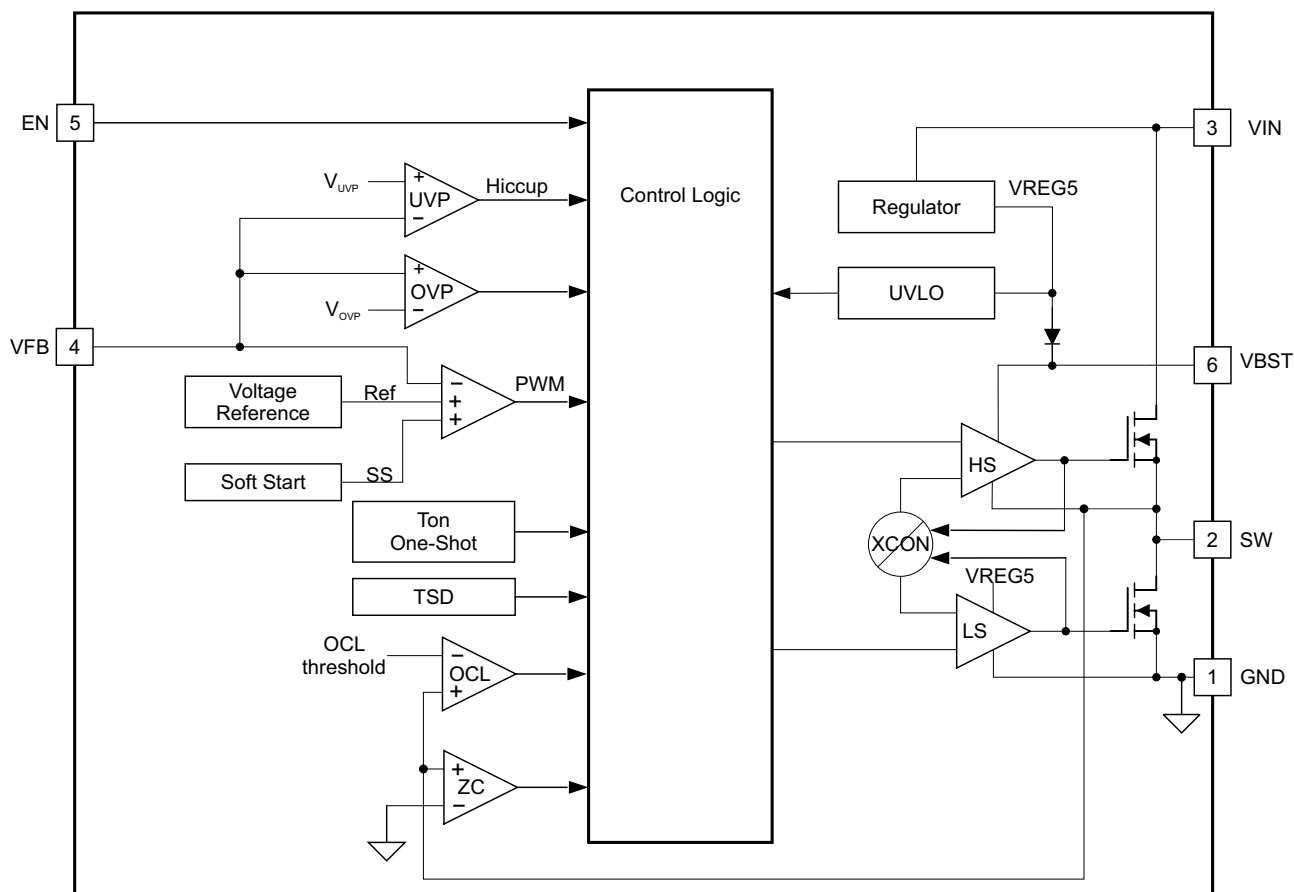 EN
5
3
VIN
V UVP
+
UVP
−
Hiccup
Control Logic
Regulator
VREG5
+
OVP
−
V OVP
UVLO
VFB
4
6
VBST
Voltage
Reference
Ref
−
+
+
PWM
Soft Start
SS
HS
Ton
One-Shot
XCON
2
SW
TSD
VREG5
LS
OCL
threshold
−
OCL
+
1
GND
+
ZC
−